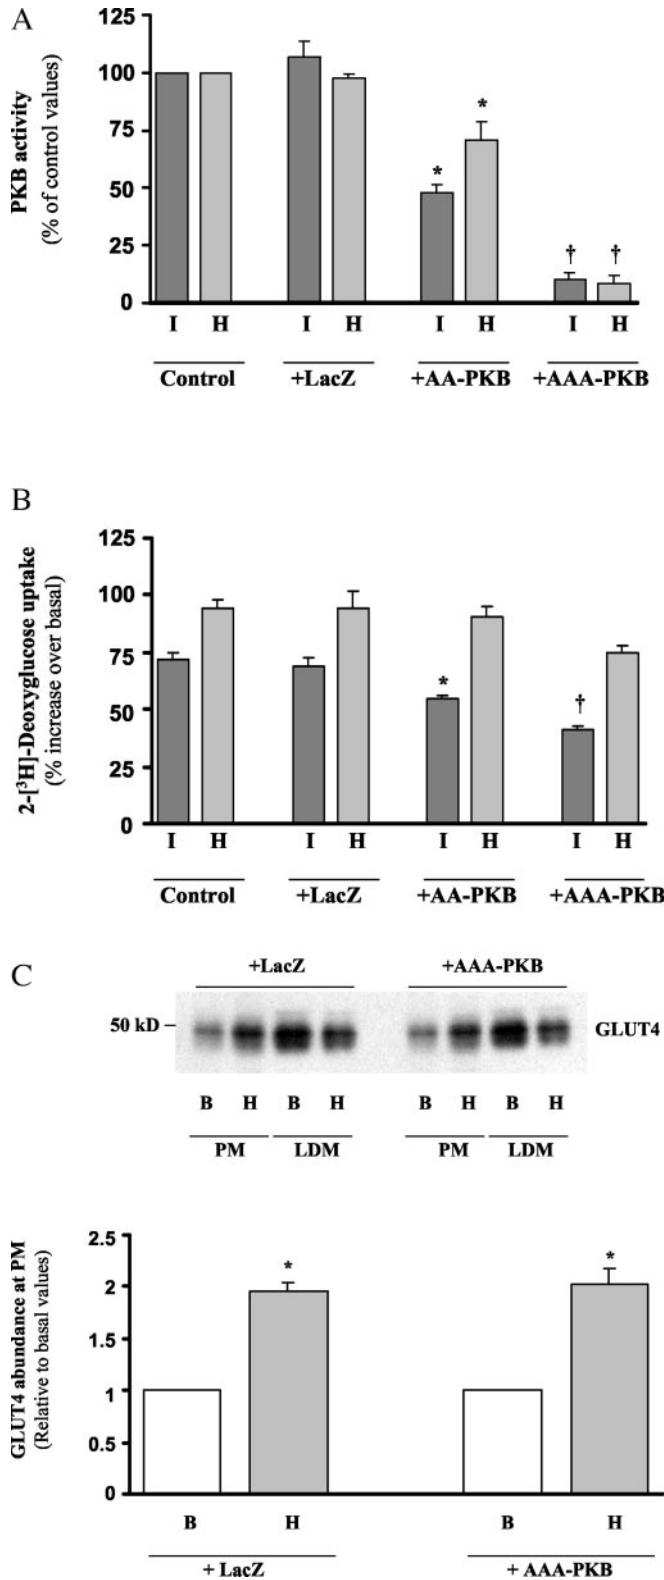 A
PKB activity
(% of control values)
125
100
75
50
25
0
* * † †
I H I H I H I H
Control +LacZ +AA-PKB +AAA-PKB
B
2-[³H]-Deoxyglucose uptake
(% increase over basal)
125
100
75
50
25
0
* †
I H I H I H I H
Control +LacZ +AA-PKB +AAA-PKB
C
+LacZ +AAA-PKB
50 kD GLUT4
B H B H B H B H
PM LDM PM LDM
GLUT4 abundance at PM
(Relative to basal values)
2.5
2
1.5
1
0.5
0
* *
B H B H
+ LacZ + AAA-PKB